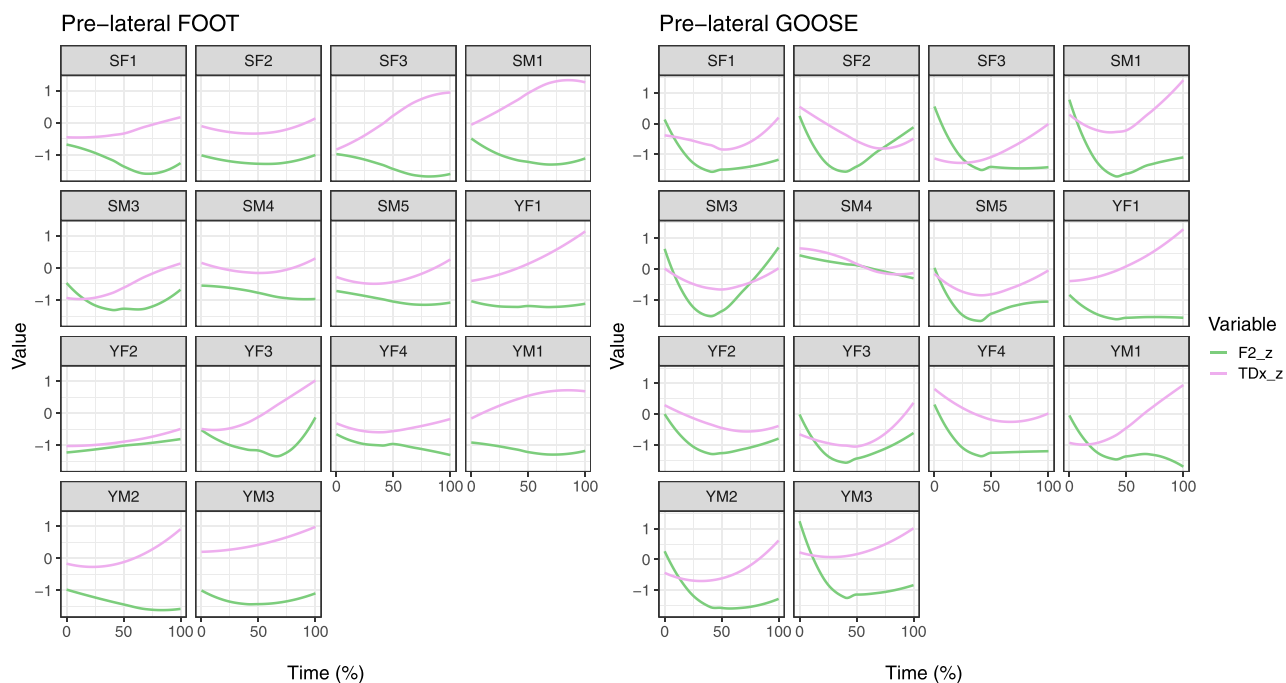 Pre−lateral FOOT
SF1 SF2 SF3 SM1
1
0
−1
SM3 SM4 SM5 YF1
1
0
−1
YF2 YF3 YF4 YM1
1
0
−1
0 50 100 0 50 100
YM2 YM3
1
0
−1
0 50 100 0 50 100
Value
Time (%)
Pre−lateral GOOSE
SF1 SF2 SF3 SM1
1
0
−1
SM3 SM4 SM5 YF1
1
0
−1
YF2 YF3 YF4 YM1
1
0
−1
0 50 100 0 50 100
YM2 YM3
1
0
−1
0 50 100 0 50 100
Value
Time (%)
Variable
F2_z
TDx_z